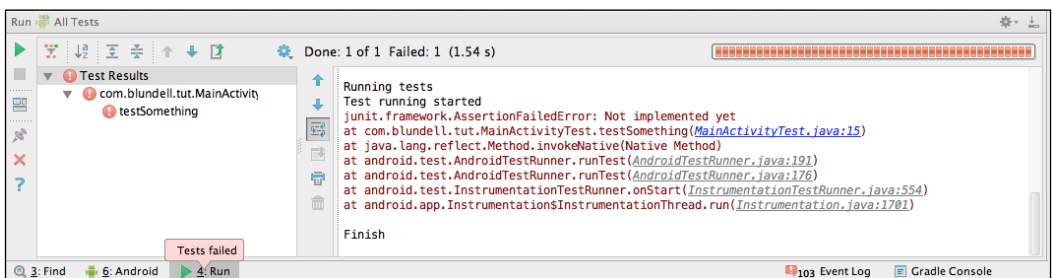 Run All Tests
Done: 1 of 1 Failed: 1 (1.54 s)
Test Results
com.blundell.tut.MainActivity
testSomething
Running tests
Test running started
junit.framework.AssertionFailedError: Not implemented yet
at com.blundell.tut.MainActivityTest.testSomething(MainActivityTest.java:15)
at java.lang.reflect.Method.invokeNative(Native Method)
at android.test.AndroidTestRunner.runTest(AndroidTestRunner.java:191)
at android.test.AndroidTestRunner.runTest(AndroidTestRunner.java:176)
at android.test.InstrumentationTestRunner.onStart(InstrumentationTestRunner.java:554)
at android.app.Instrumentation$InstrumentationThread.run(Instrumentation.java:1701)
Finish
Tests failed
3: Find 6: Android 4: Run 103 Event Log Gradle Console